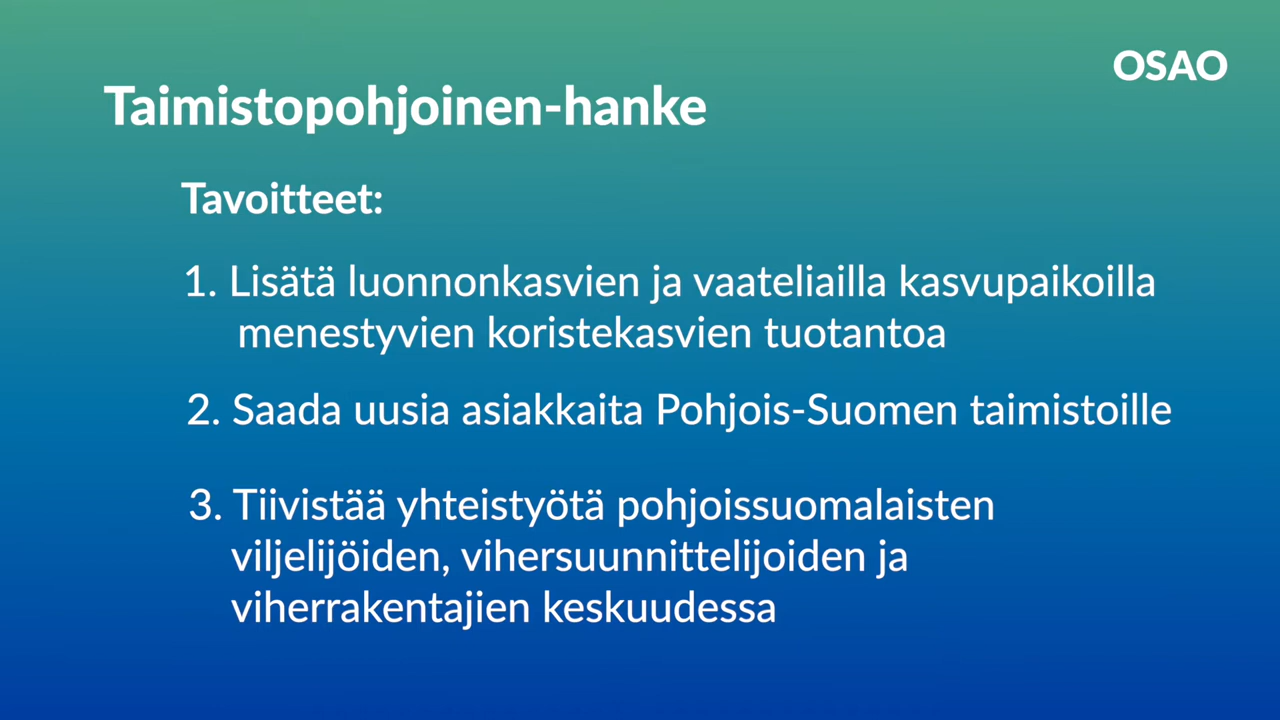 OSAO
Taimistopohjoinen-hanke
Tavoitteet:
1. Lisätä luonnonkasvien ja vaateliailla kasvupaikoilla
menestyvien koristekasvien tuotantoa
2. Saada uusia asiakkaita Pohjois-Suomen taimistoille
3. Tiivistää yhteistyötä pohjoissuomalaisten
viljelijöiden, vihersuunnittelijoiden ja
viherrakentajien keskuudessa